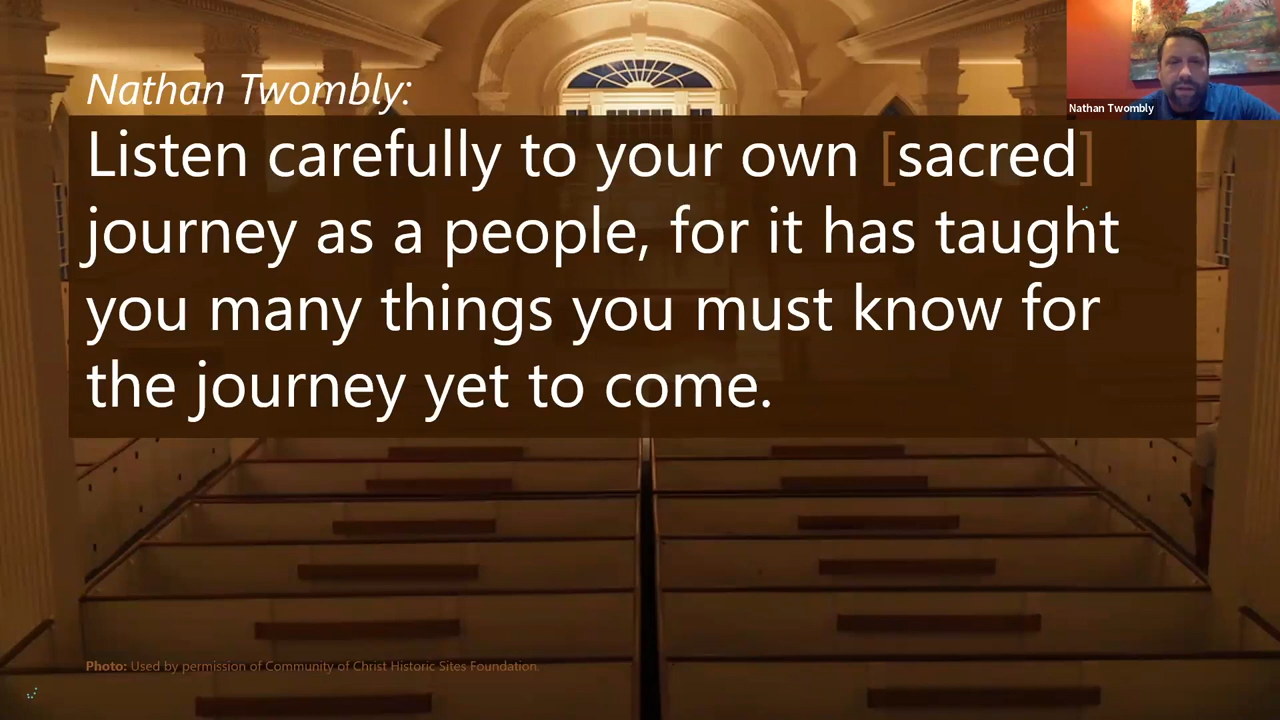 Nathan Twombly
Nathan Twombly:
Listen carefully to your own [sacred]
journey as a people, for it has taught
you many things you must know for
the journey yet to come.
Photo: Used by permission of Community of Christ Historic Sites Foundation.